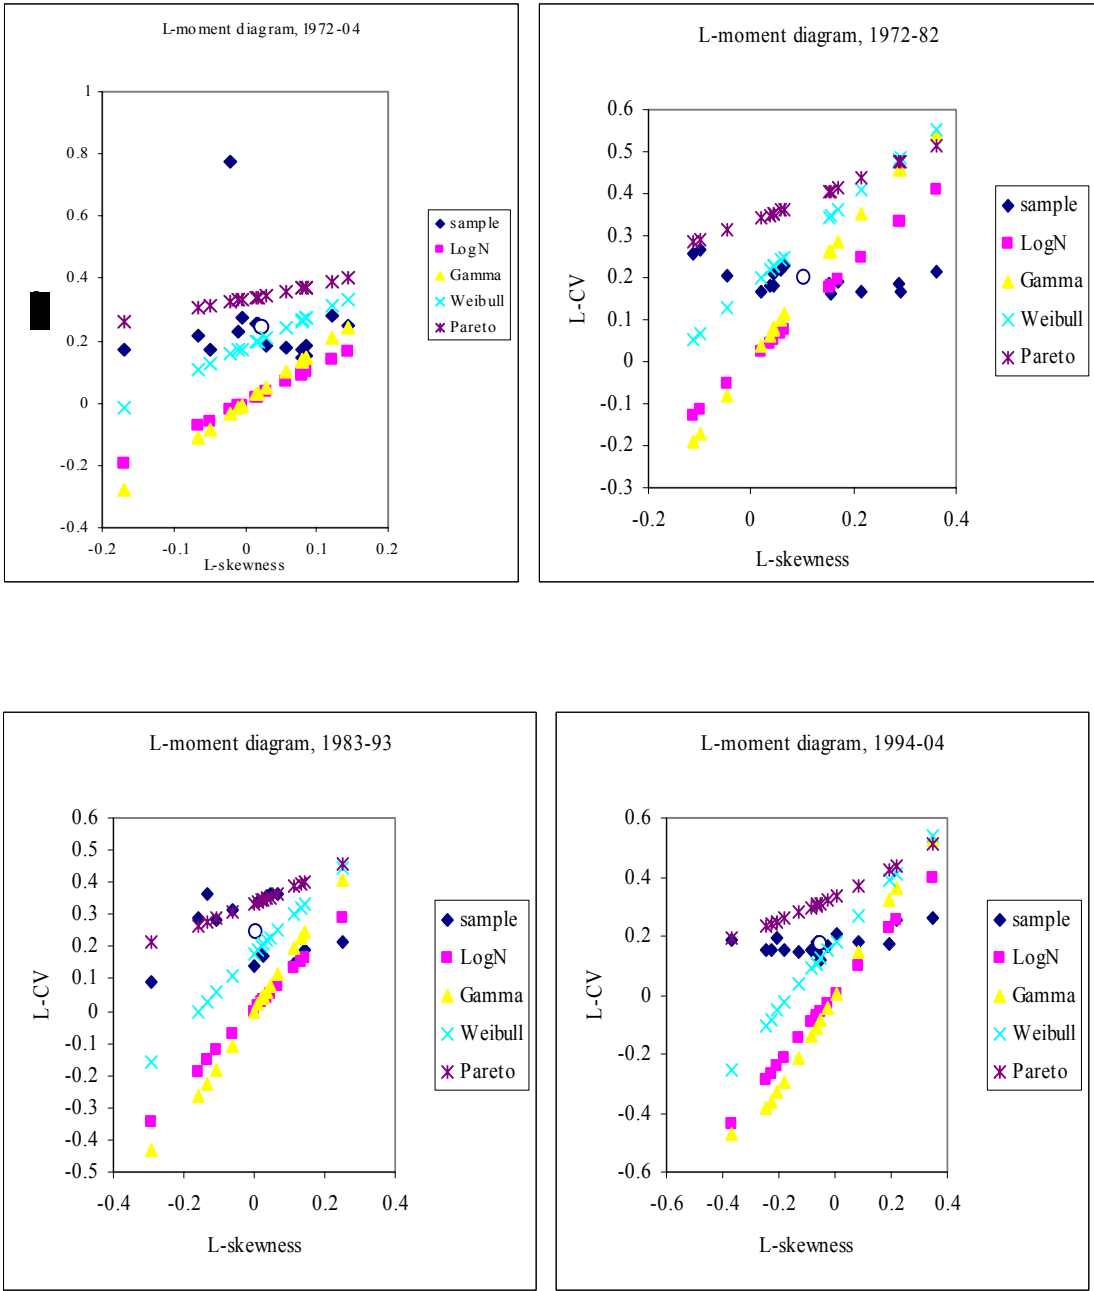 L-moment diagram, 1972-04
1
0.8
0.6
0.4
0.2
0
-0.2
-0.4
-0.2
-0.1
0
0.1
0.2
L-skewness
sample
LogN
Gamma
Weibull
Pareto
L-moment diagram, 1972-82
0.6
0.5
0.4
0.3
0.2
0.1
0
-0.1
-0.2
-0.3
L-CV
-0.2
0
0.2
0.4
L-skewness
sample
LogN
Gamma
Weibull
Pareto
L-moment diagram, 1983-93
0.6
0.5
0.4
0.3
0.2
0.1
0
-0.1
-0.2
-0.3
-0.4
-0.5
L-CV
-0.4
-0.2
0
0.2
0.4
L-skewness
sample
LogN
Gamma
Weibull
Pareto
L-moment diagram, 1994-04
0.6
0.4
0.2
0
-0.2
-0.4
-0.6
L-CV
-0.6
-0.4
-0.2
0
0.2
0.4
L-skewness
sample
LogN
Gamma
Weibull
Pareto